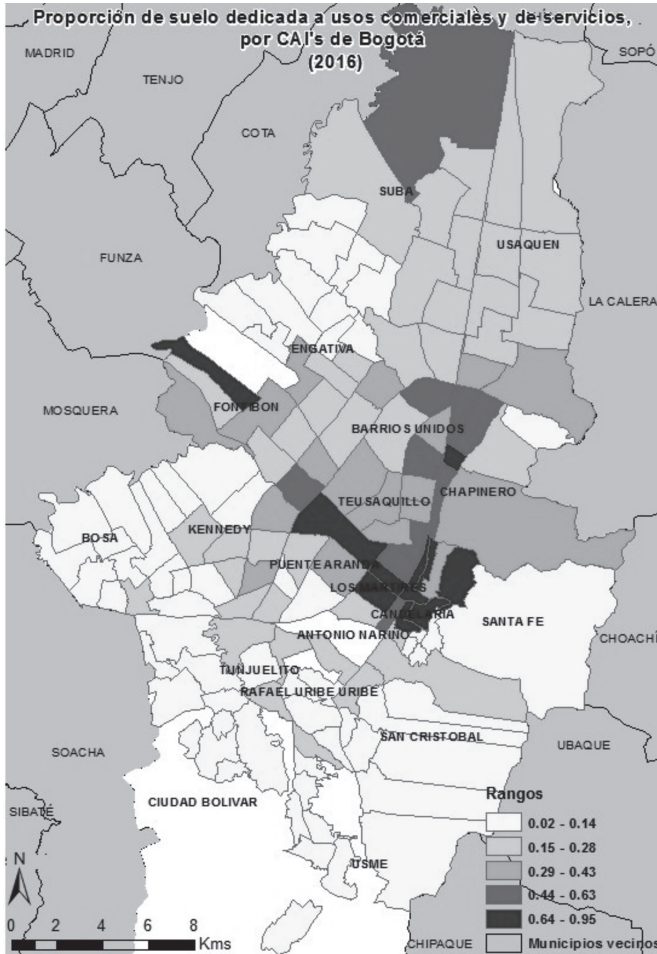 Proporción de suelo dedicada a usos comerciales y de servicios,
por CAI's de Bogotá
(2016)
MADRID
SOPÓ
TENJO
COTA
SUBA
USAQUEN
FUNZA
LA CALERA
ENGATIVA
MOSQUERA
FONTIBON
BARRIOS UNIDOS
TEUSAQUILLO
CHAPINERO
BOSA
KENNEDY
PUENTE ARANDA
LOS MARTIRES
CANDELARIA
SANTA FE
ANTONIO NARIÑO
CHOACHÍ
TUNJUELITO
RAFAEL URIBE URIBE
SAN CRISTOBAL
SOACHA
UBAQUE
CIUDAD BOLIVAR
SIBATÉ
USME
CHIPAQUE
Rangos
0.02 - 0.14
0.15 - 0.28
0.29 - 0.43
0.44 - 0.63
0.64 - 0.95
Municipios vecinos
N
0 2 4 6 8
Kms